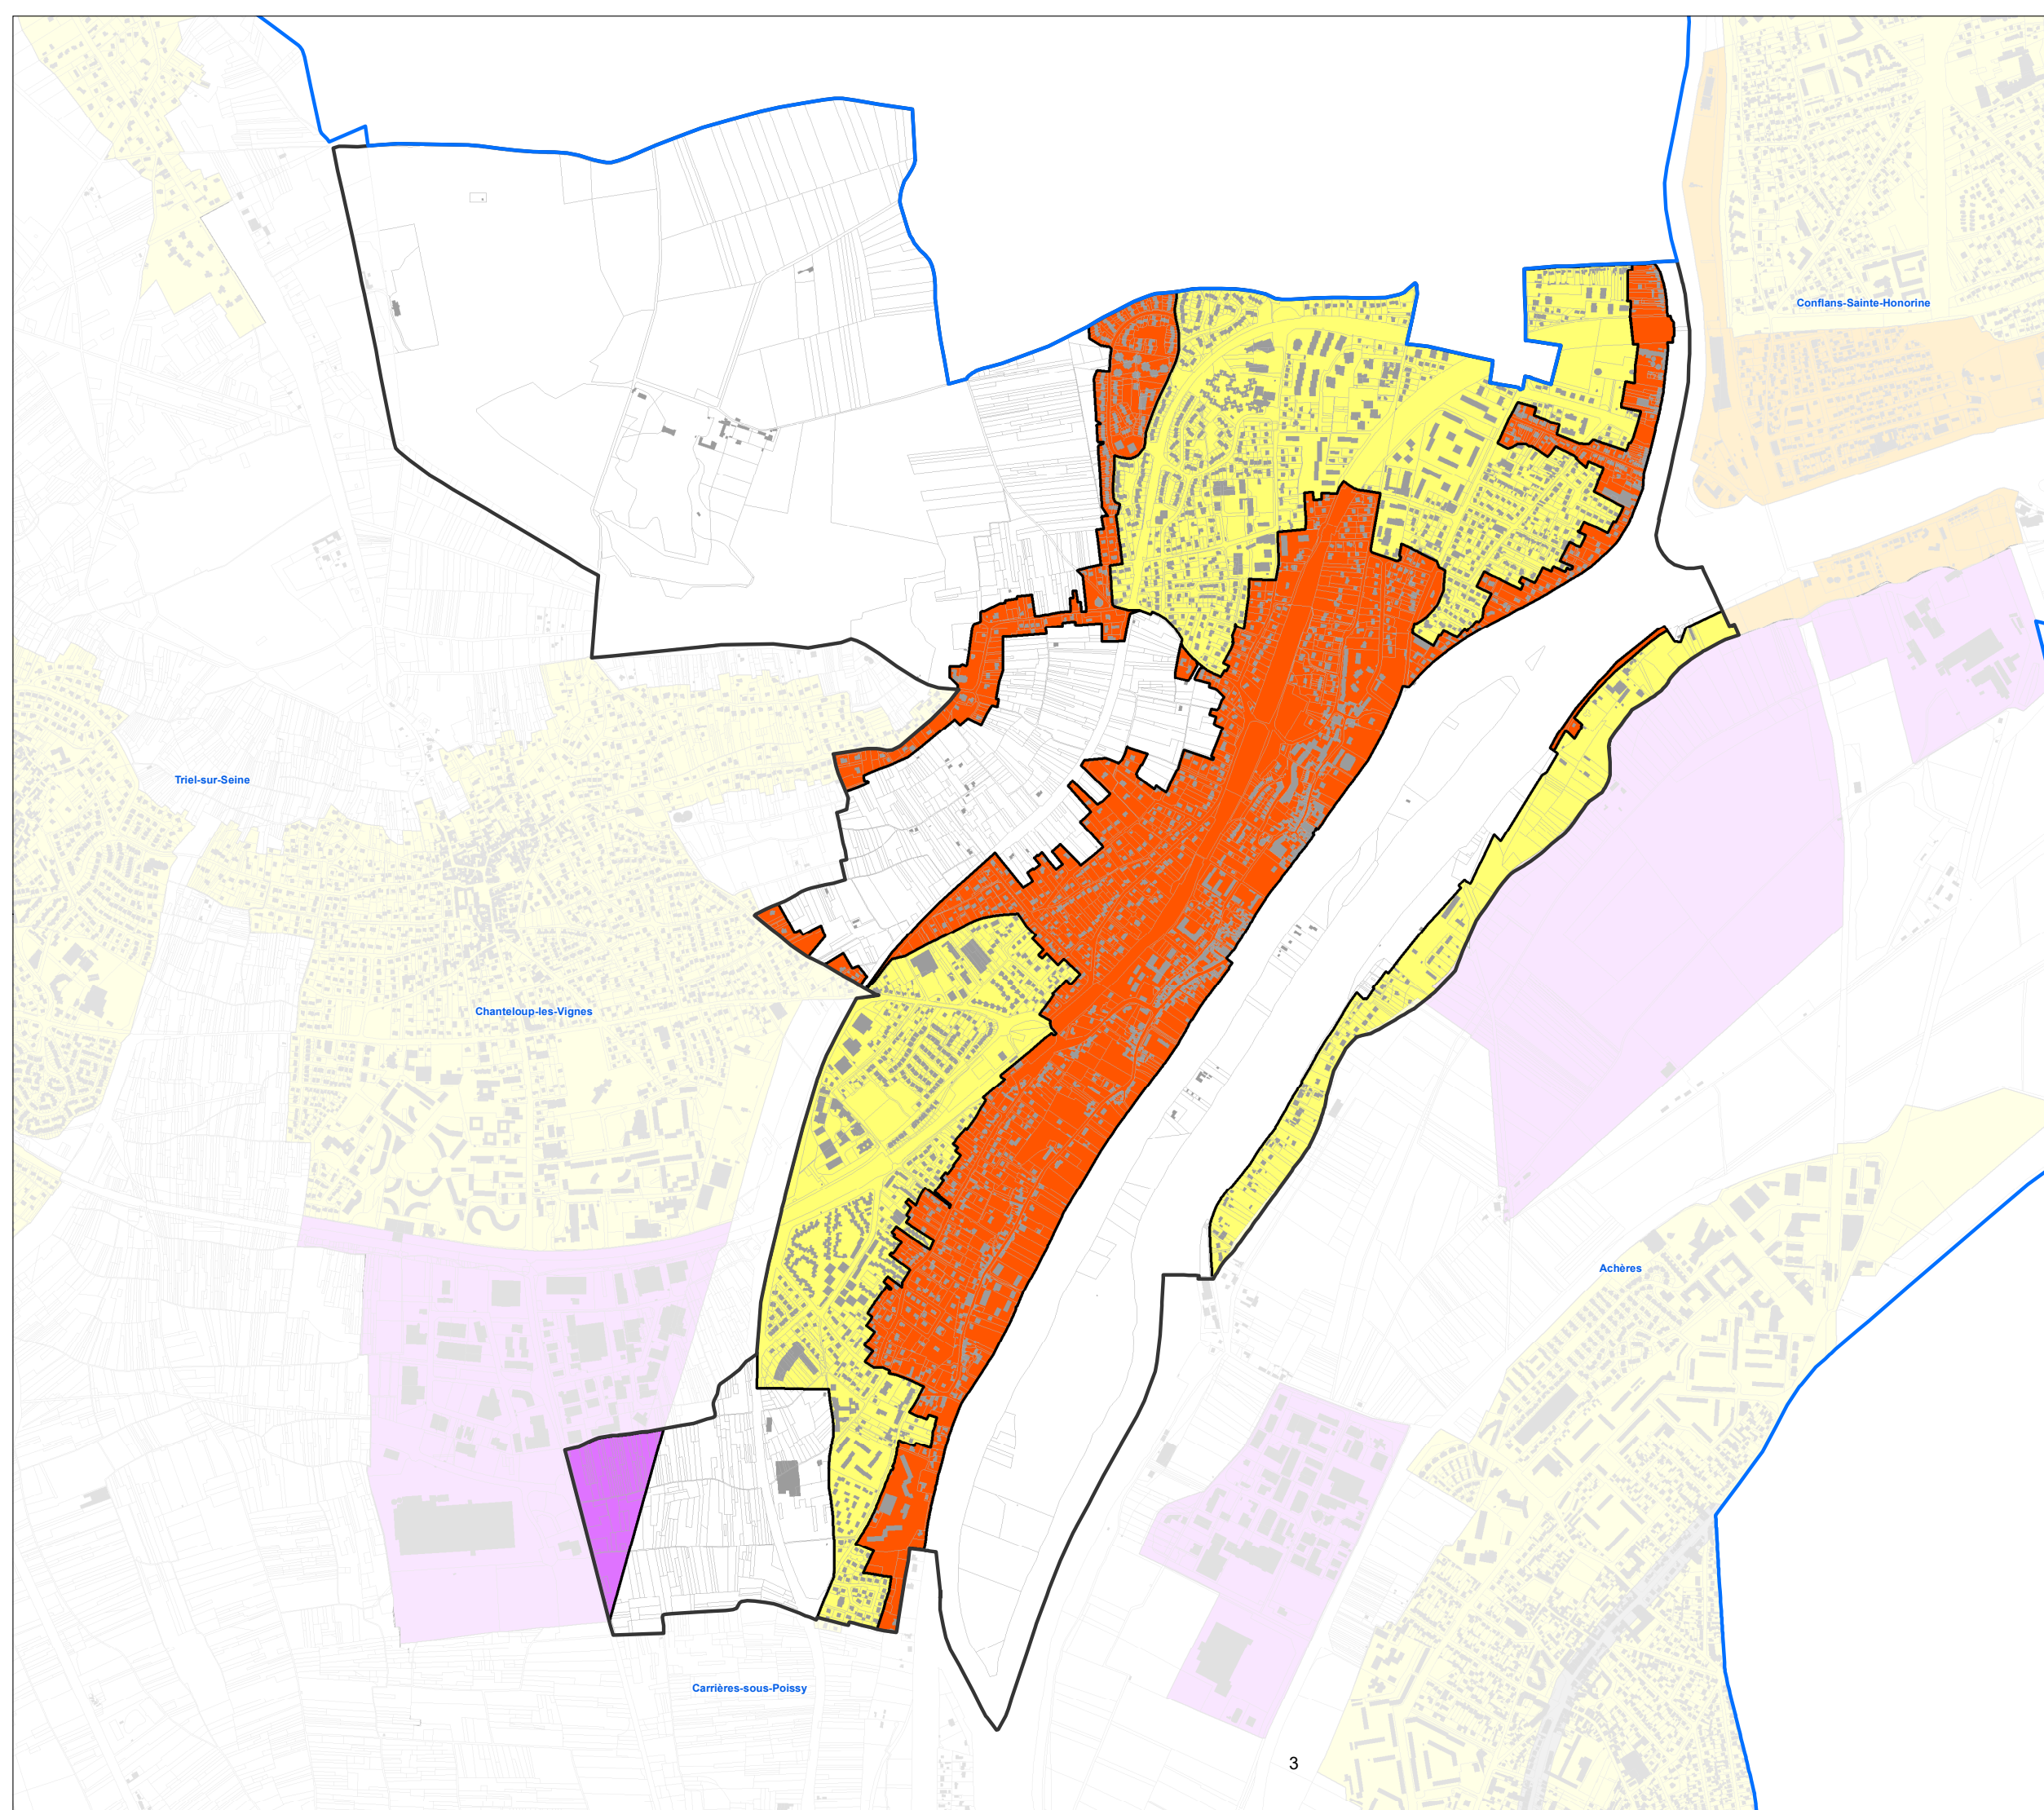 Conflans-Sainte-Honorine
Triel-sur-Seine
Chanteloup-les-Vignes
Achères
Carrières-sous-Poissy
3